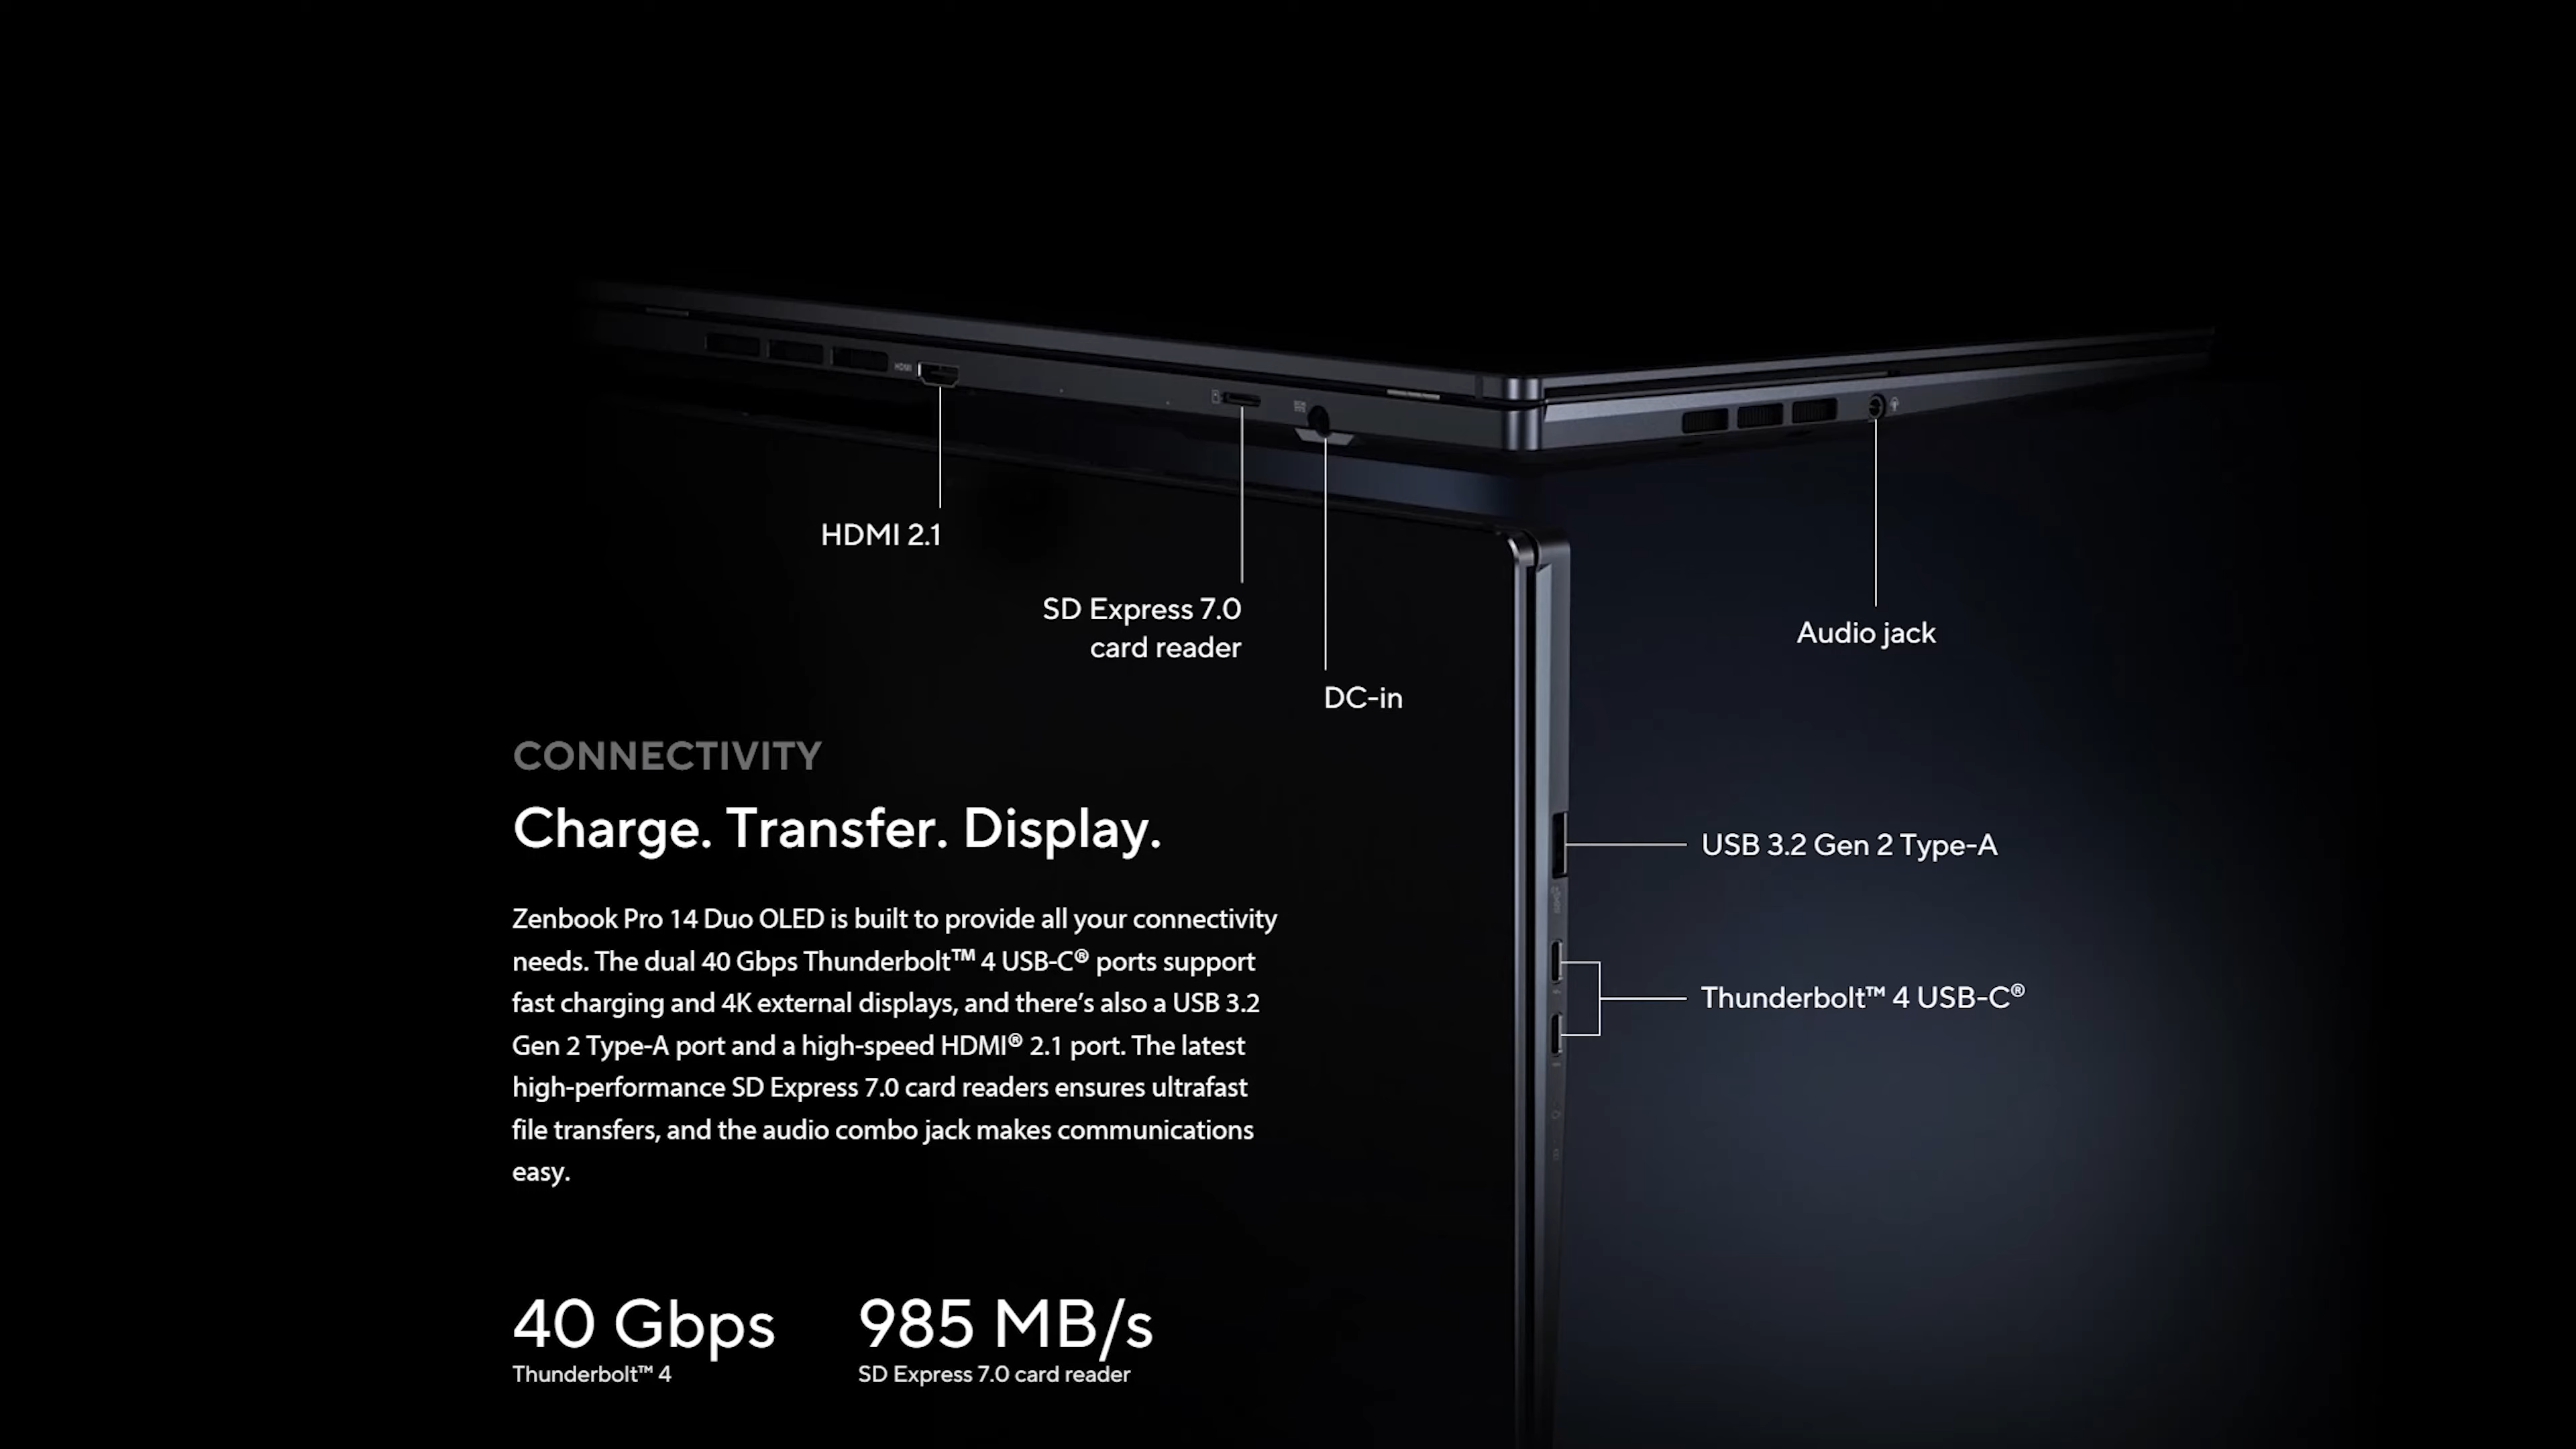 HDMI
HDMI 2.1
SD Express 7.0
card reader
DC-in
Audio jack
CONNECTIVITY
Charge. Transfer. Display.
Zenbook Pro 14 Duo OLED is built to provide all your connectivity
needs. The dual 40 Gbps Thunderbolt™ 4 USB-C® ports support
fast charging and 4K external displays, and there’s also a USB 3.2
Gen 2 Type-A port and a high-speed HDMI® 2.1 port. The latest
high-performance SD Express 7.0 card readers ensures ultrafast
file transfers, and the audio combo jack makes communications
easy.
USB 3.2 Gen 2 Type-A
Thunderbolt™ 4 USB-C®
40 Gbps
Thunderbolt™ 4
985 MB/s
SD Express 7.0 card reader